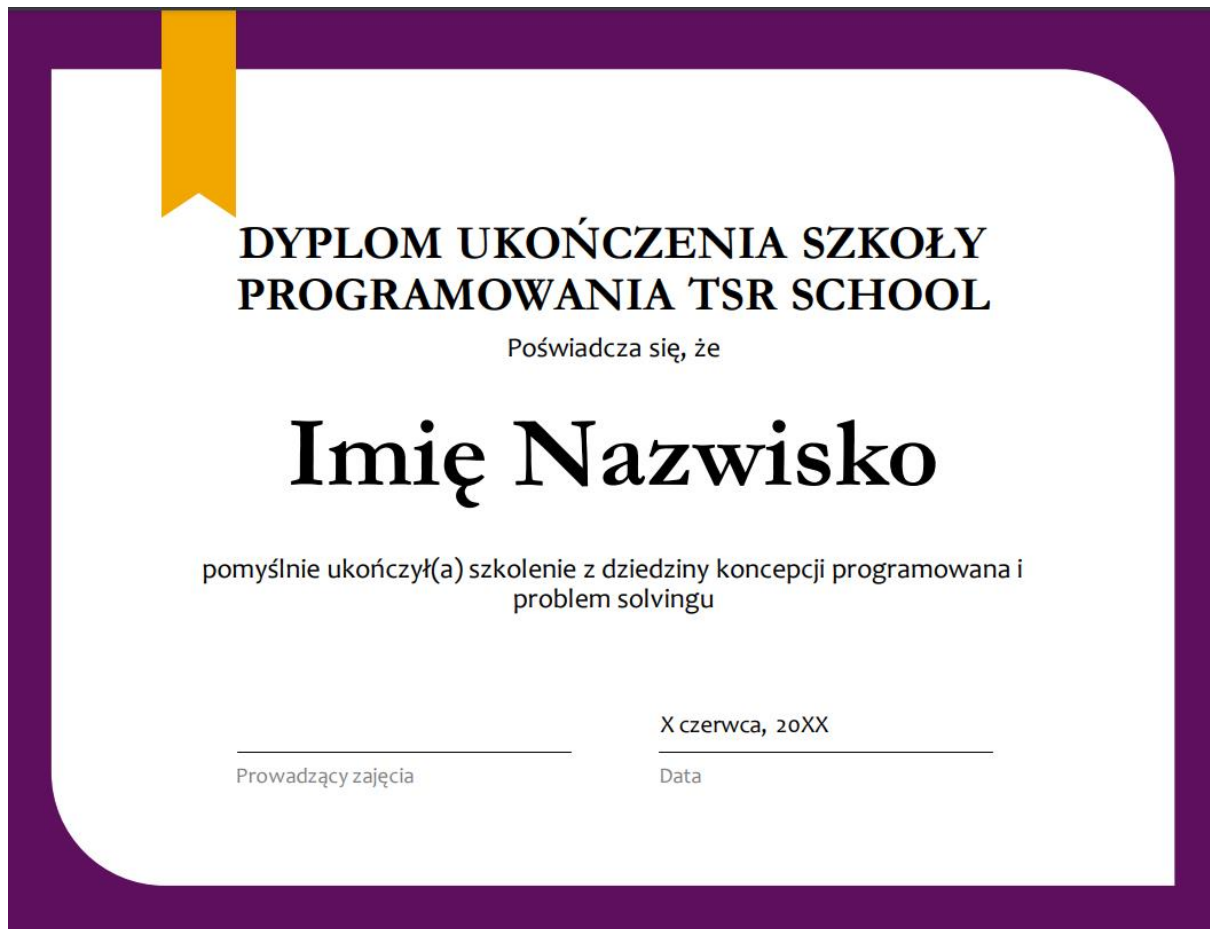 DYPLOM UKOŃCZENIA SZKOŁY
PROGRAMOWANIA TSR SCHOOL
Poświadcza się, że
Imię Nazwisko
pomyślnie ukończył(a) szkolenie z dziedziny koncepcji programowana i
problem solvingu
X czerwca, 20XX
Prowadzący zajęcia
Data